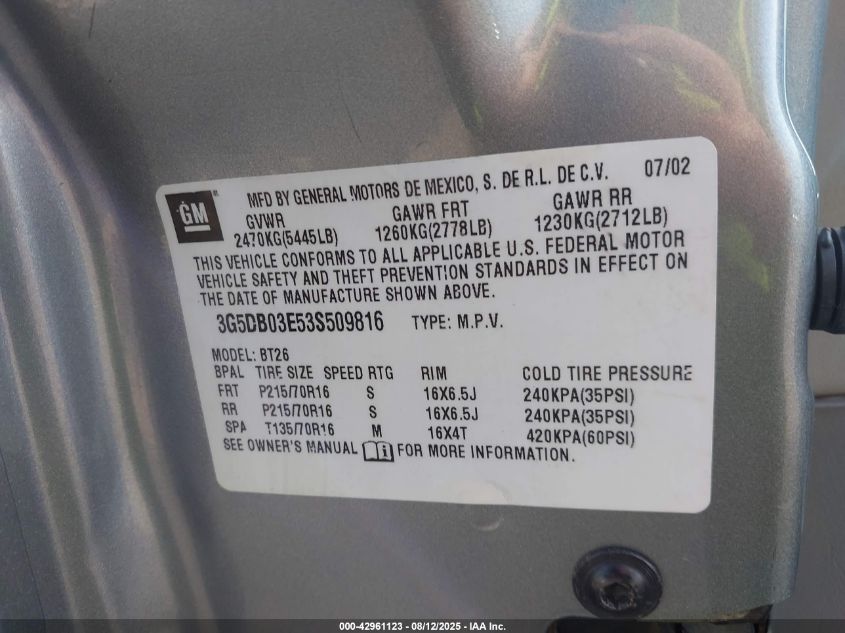 GM
MFD BY GENERAL MOTORS DE MEXICO, S. DE R.L. DE C.V. 07/02
GVWR GAWR FRT GAWR RR
2470KG(5445LB) 1260KG(2778LB) 1230KG(2712LB)
THIS VEHICLE CONFORMS TO ALL APPLICABLE U.S. FEDERAL MOTOR
VEHICLE SAFETY AND THEFT PREVENTION STANDARDS IN EFFECT ON
THE DATE OF MANUFACTURE SHOWN ABOVE.
3G5DB03E53S509816 TYPE: M.P.V.
MODEL: BT26
BPAL TIRE SIZE SPEED RTG RIM COLD TIRE PRESSURE
FRT P215/70R16 S 16X6.5J 240KPA(35PSI)
RR P215/70R16 S 16X6.5J 240KPA(35PSI)
SPA T135/70R16 M 16X4T 420KPA(60PSI)
SEE OWNER'S MANUAL FOR MORE INFORMATION.
000-42961123 - 08/12/2025 - IAA Inc.